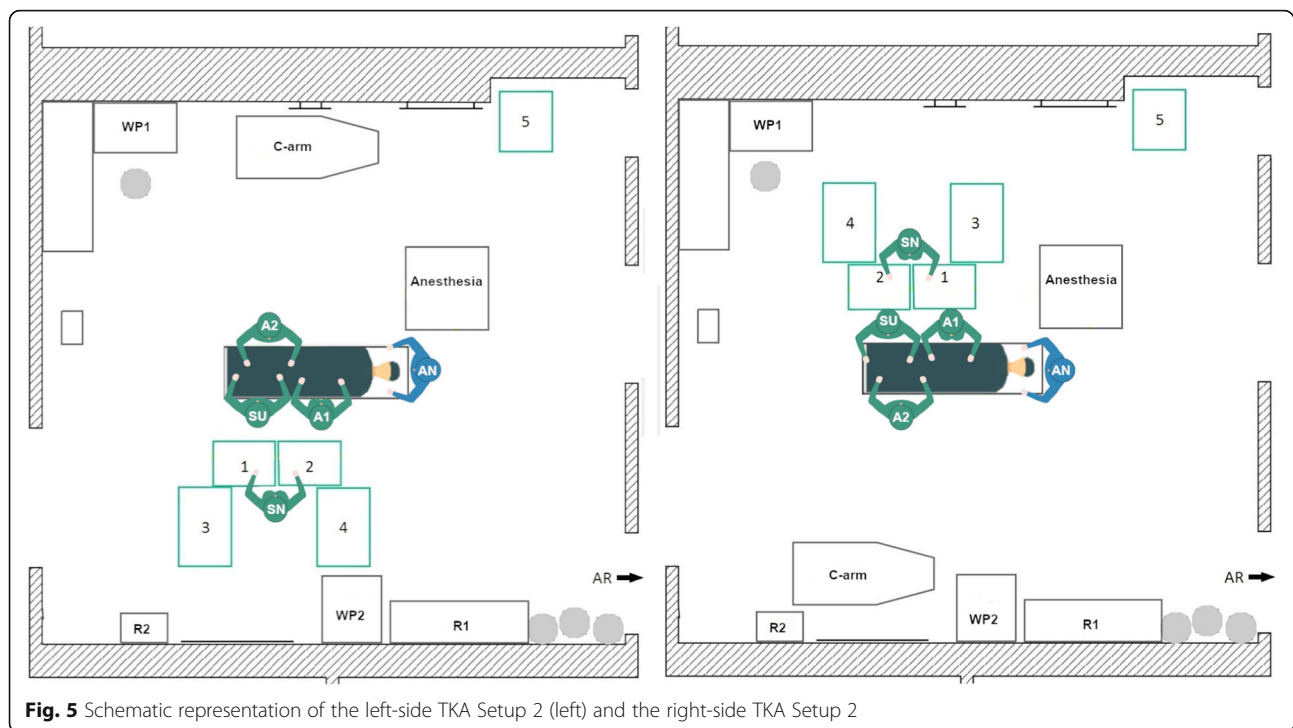 WP1
C-arm
5
Anesthesia
A2
AN
SU
A1
1
2
SN
3
4
AR
WP2
R2
R1
WP1
5
4
3
SN
2
1
Anesthesia
SU
A1
AN
A2
C-arm
AR
WP2
R2
R1
Fig. 5 Schematic representation of the left-side TKA Setup 2 (left) and the right-side TKA Setup 2